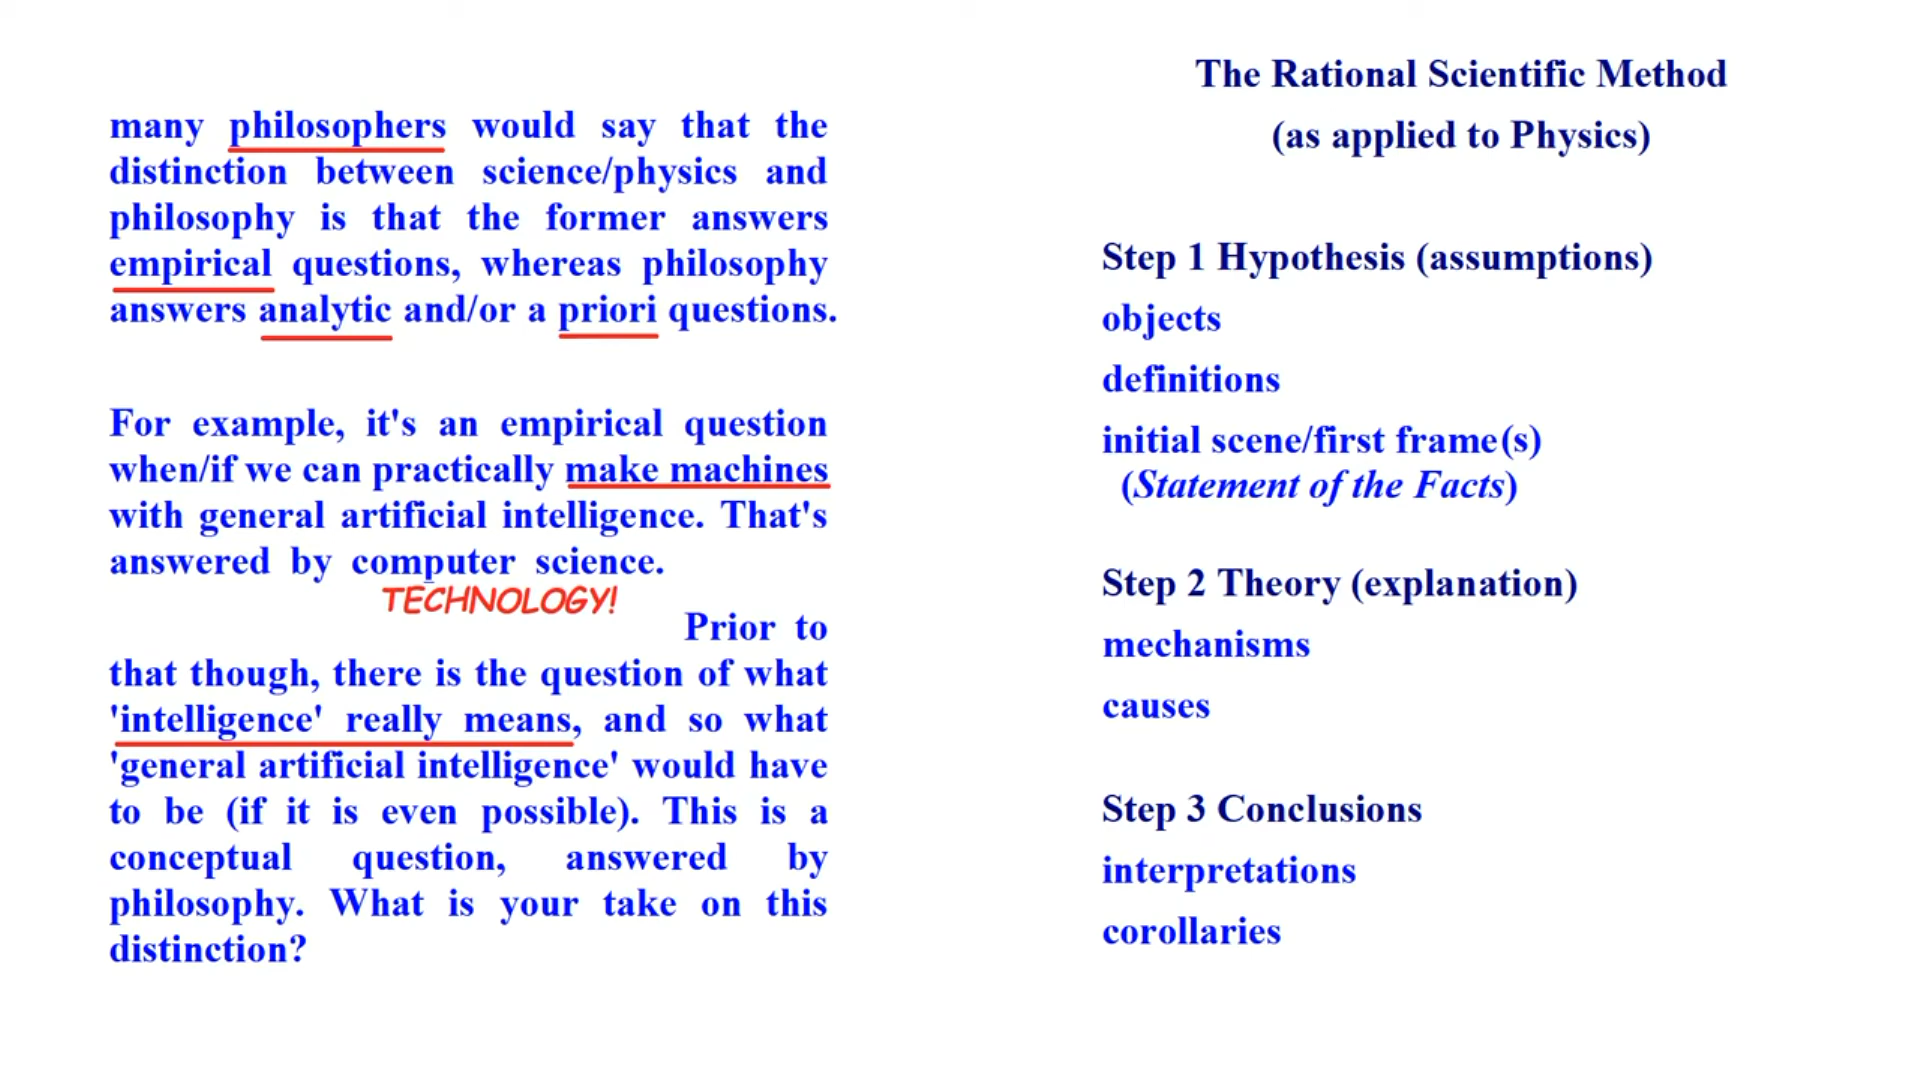 many philosophers would say that the
distinction between science/physics and
philosophy is that the former answers
empirical questions, whereas philosophy
answers analytic and/or a priori questions.
For example, it's an empirical question
when/if we can practically make machines
with general artificial intelligence. That's
answered by computer science.
TECHNOLOGY!
Prior to
that though, there is the question of what
'intelligence' really means, and so what
'general artificial intelligence' would have
to be (if it is even possible). This is a
conceptual question, answered by
philosophy. What is your take on this
distinction?
The Rational Scientific Method
(as applied to Physics)
Step 1 Hypothesis (assumptions)
objects
definitions
initial scene/first frame(s)
(Statement of the Facts)
Step 2 Theory (explanation)
mechanisms
causes
Step 3 Conclusions
interpretations
corollaries